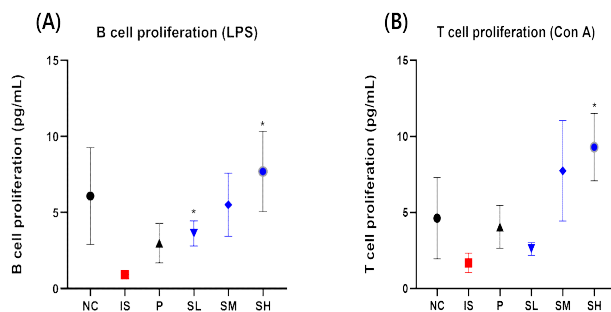 (A)
B cell proliferation (LPS)
B cell proliferation (pg/mL)
15
10
5
0
*
*
NC IS P SL SM SH
(B)
T cell proliferation (Con A)
T cell proliferation (pg/mL)
15
10
5
0
*
NC IS P SL SM SH